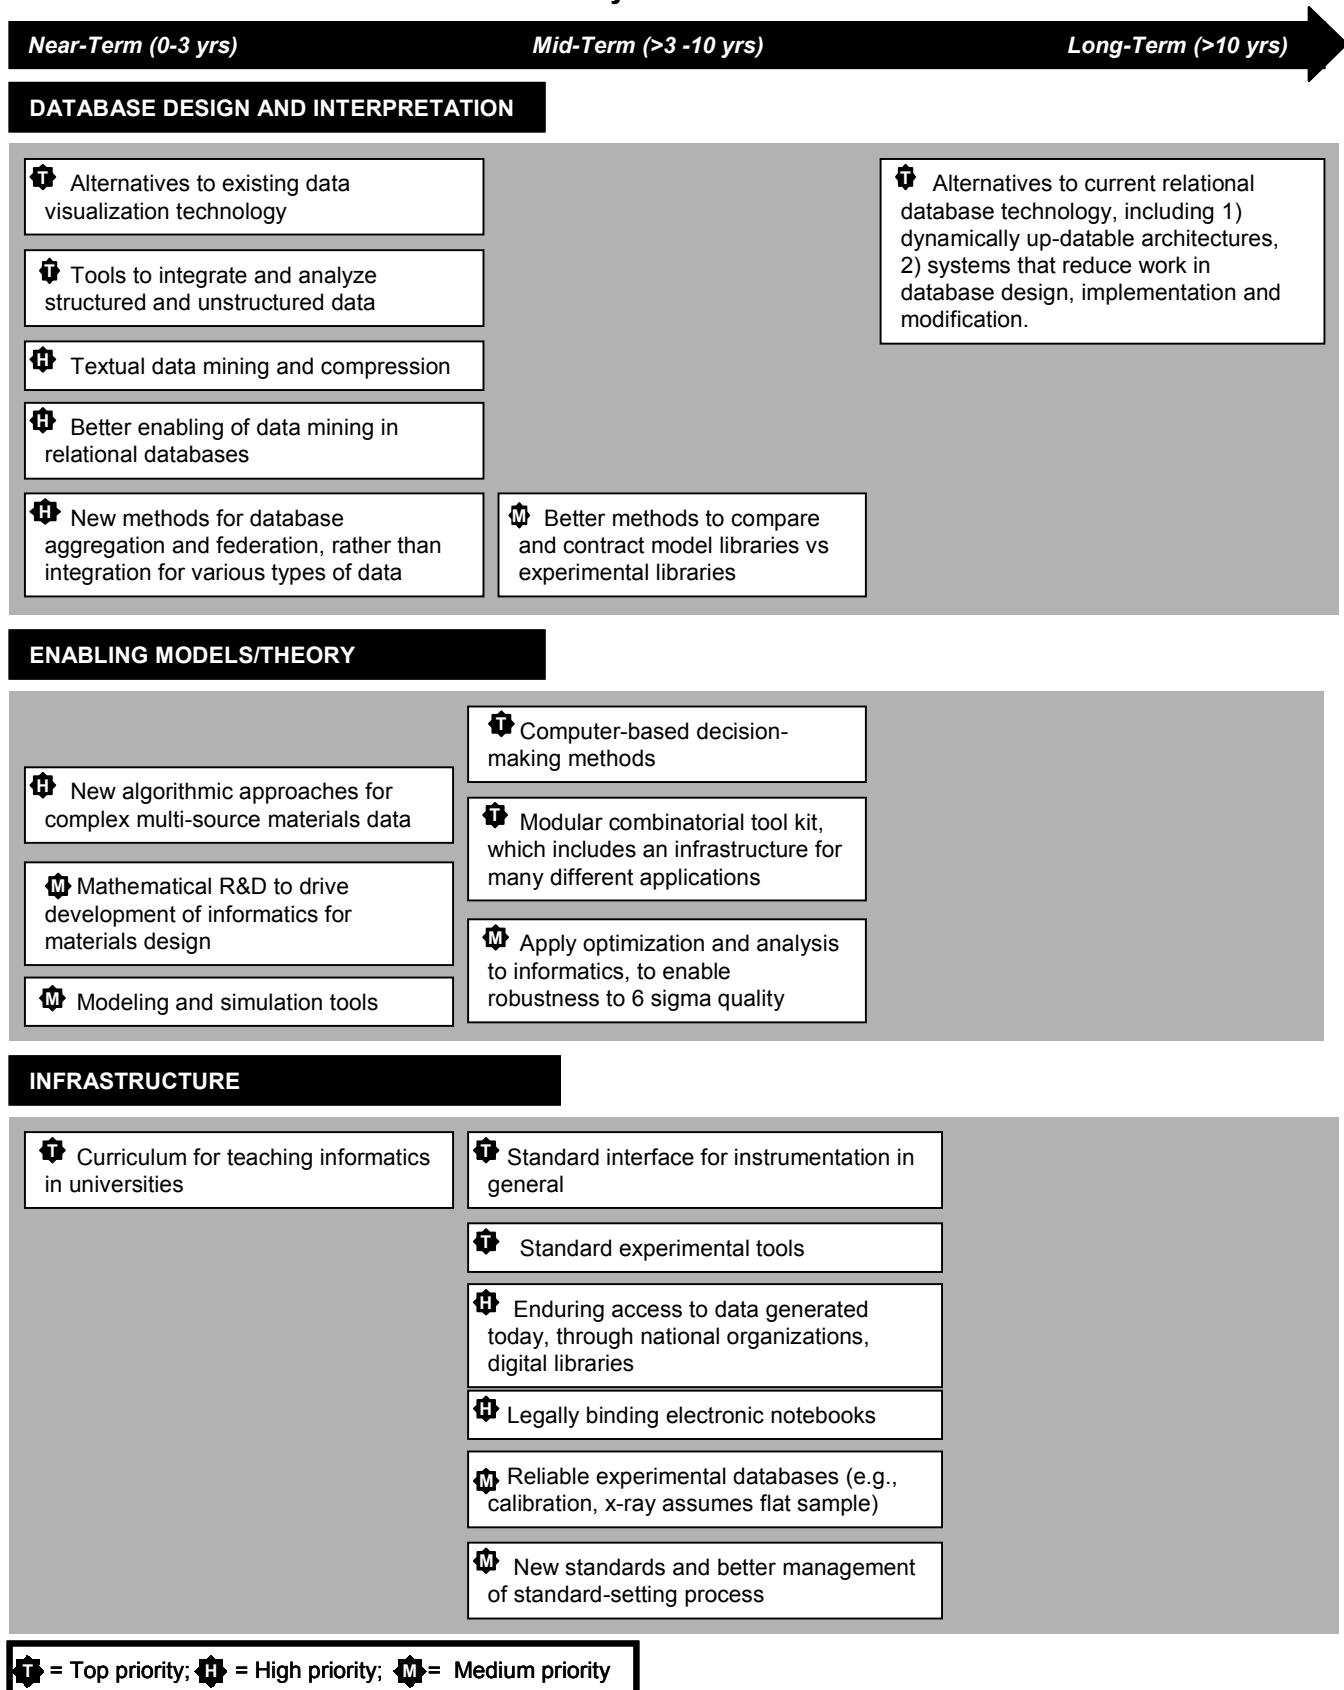 Near-Term (0-3 yrs) Mid-Term (>3 -10 yrs) Long-Term (>10 yrs)
DATABASE DESIGN AND INTERPRETATION
T Alternatives to existing data
visualization technology
T Tools to integrate and analyze
structured and unstructured data
H Textual data mining and compression
H Better enabling of data mining in
relational databases
H New methods for database
aggregation and federation, rather than
integration for various types of data
M Better methods to compare
and contract model libraries vs
experimental libraries
T Alternatives to current relational
database technology, including 1)
dynamically up-datable architectures,
2) systems that reduce work in
database design, implementation and
modification.
ENABLING MODELS/THEORY
H New algorithmic approaches for
complex multi-source materials data
M Mathematical R&D to drive
development of informatics for
materials design
M Modeling and simulation tools
T Computer-based decision-
making methods
T Modular combinatorial tool kit,
which includes an infrastructure for
many different applications
M Apply optimization and analysis
to informatics, to enable
robustness to 6 sigma quality
INFRASTRUCTURE
T Curriculum for teaching informatics
in universities
T Standard interface for instrumentation in
general
T Standard experimental tools
H Enduring access to data generated
today, through national organizations,
digital libraries
H Legally binding electronic notebooks
M Reliable experimental databases (e.g.,
calibration, x-ray assumes flat sample)
M New standards and better management
of standard-setting process
T = Top priority; H = High priority; M = Medium priority